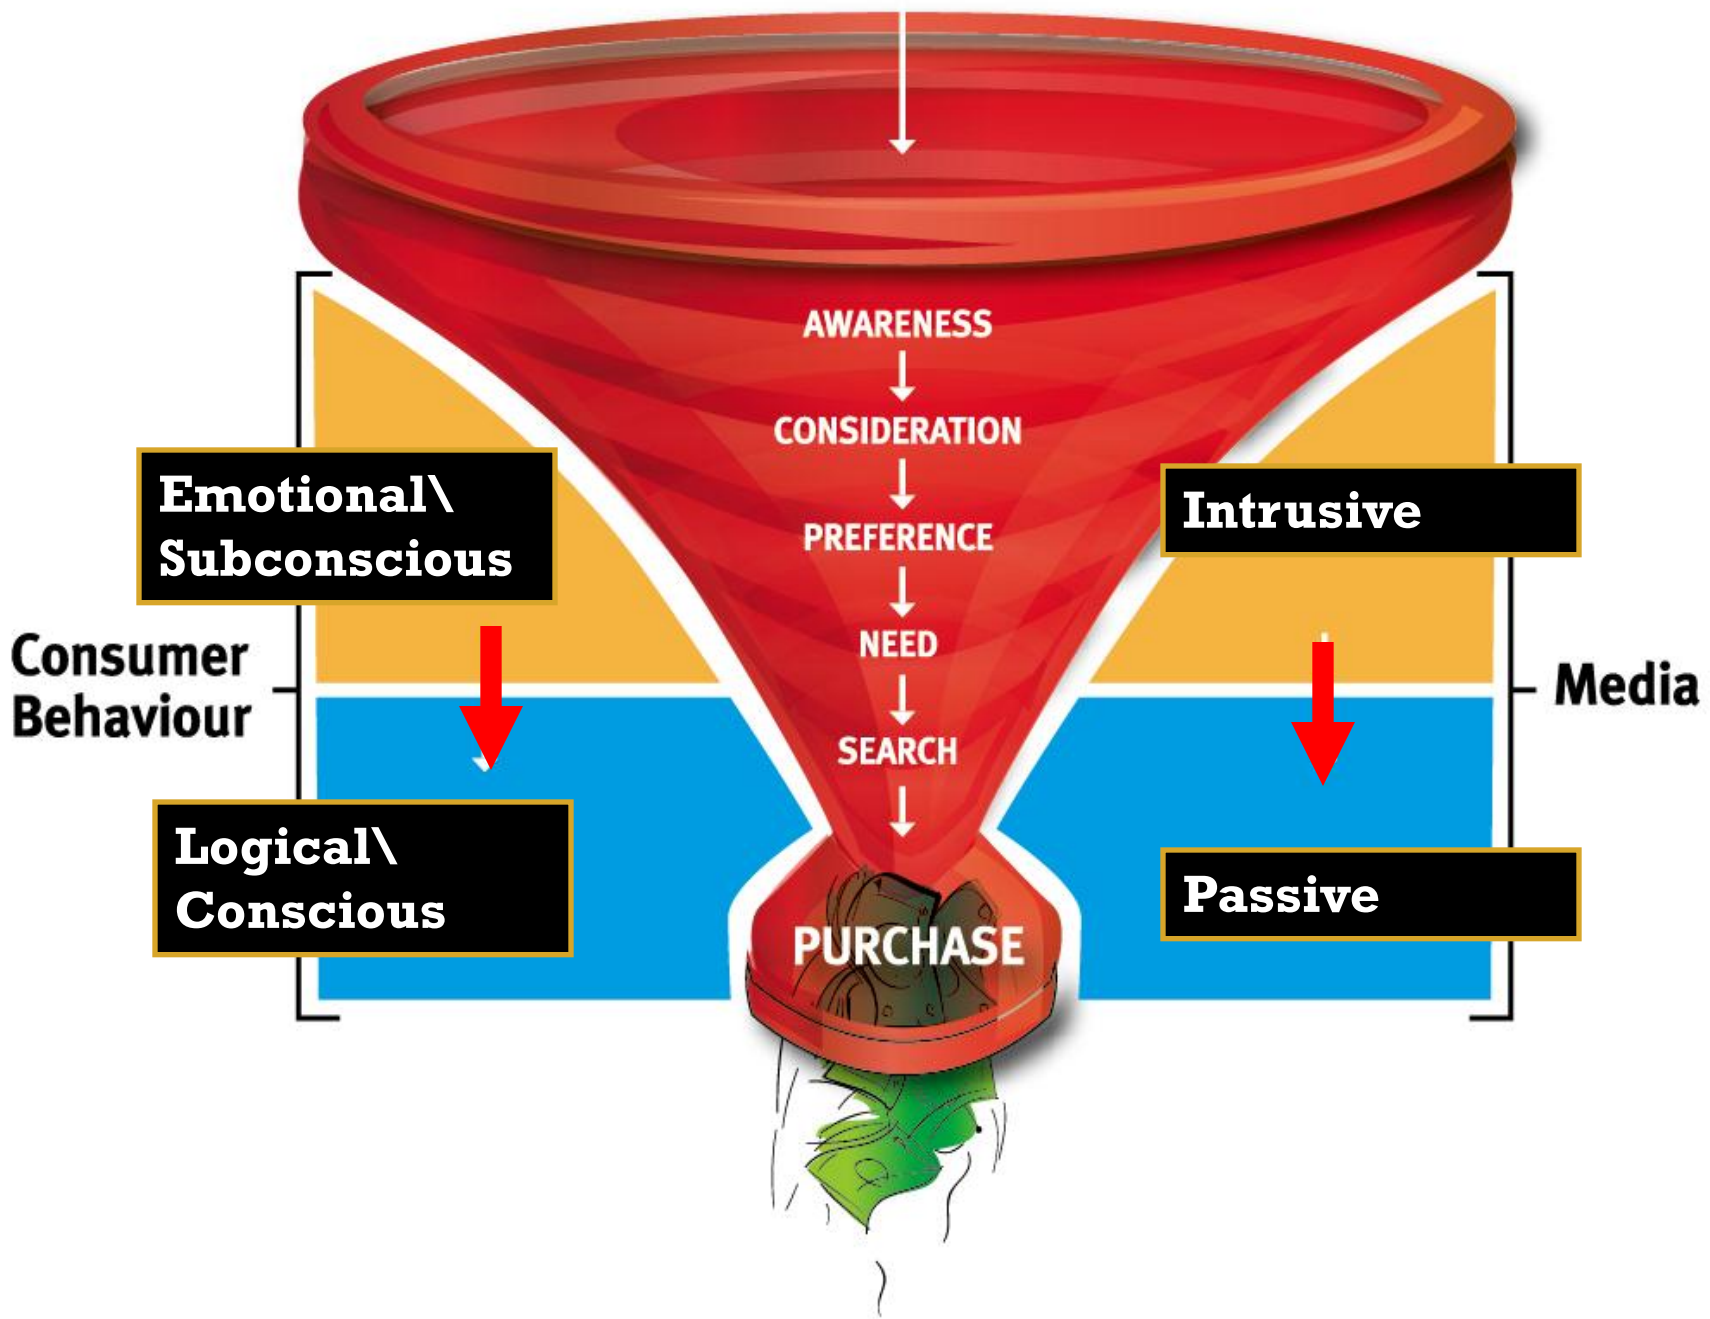 AWARENESS
CONSIDERATION
PREFERENCE
NEED
SEARCH
PURCHASE
Emotional\
Subconscious
Consumer
Behaviour
Logical\
Conscious
Intrusive
Media
Passive